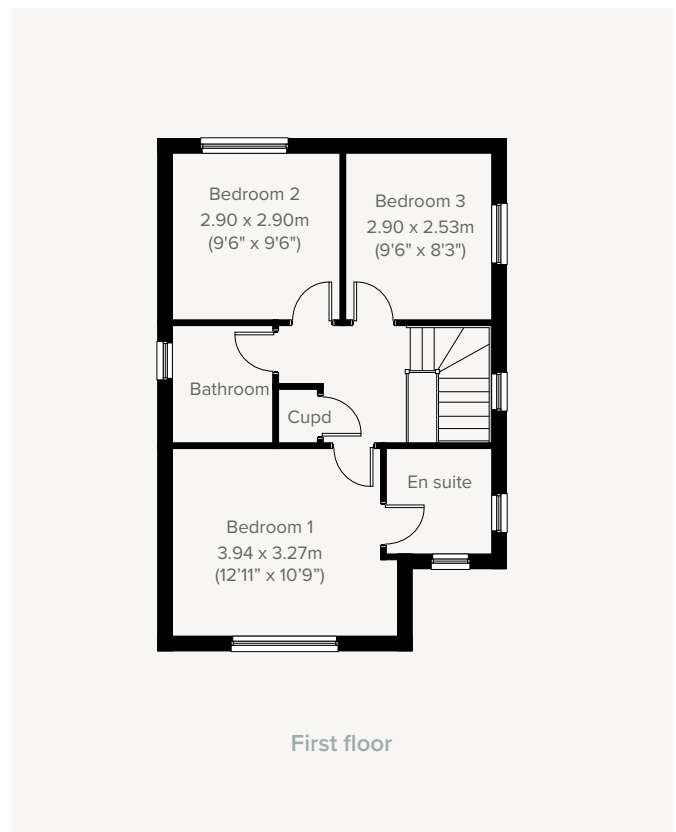 Bedroom 2
2.90 x 2.90m
(9'6" x 9'6")
Bedroom 3
2.90 x 2.53m
(9'6" x 8'3")
Bathroom
Cupd
En suite
Bedroom 1
3.94 x 3.27m
(12’11” x 10’9”)
First floor